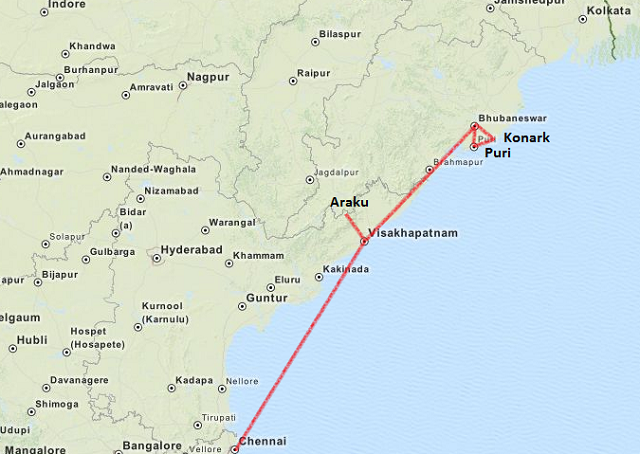 Indore
Jamshedpur
Kolkata
Bilaspur
Khandwa
Burhanpur
Raipur
Nagpur
Jalgaon
Amravati
alegaon
Bhubaneswar
Aurangabad
Konark
Puri
Ahmadnagar
Nanded-Waghala
Jagdalpur
Brahmapur
Nizamabad
Araku
Bidar
(a)
Warangal
Visakhapatnam
Solapur
Gulbarga
Hyderabad
Khammam
Kakinada
apur
Bijapur
Eluru
Guntur
Kurnool
(Karnulu)
elgaum
Hospet
(Hosapete)
Hubli
Davanagere
Kadapa
Nellore
Shimoga
Tirupati
Udupi
Chennai
Mangalore
Bangalore
Vellore